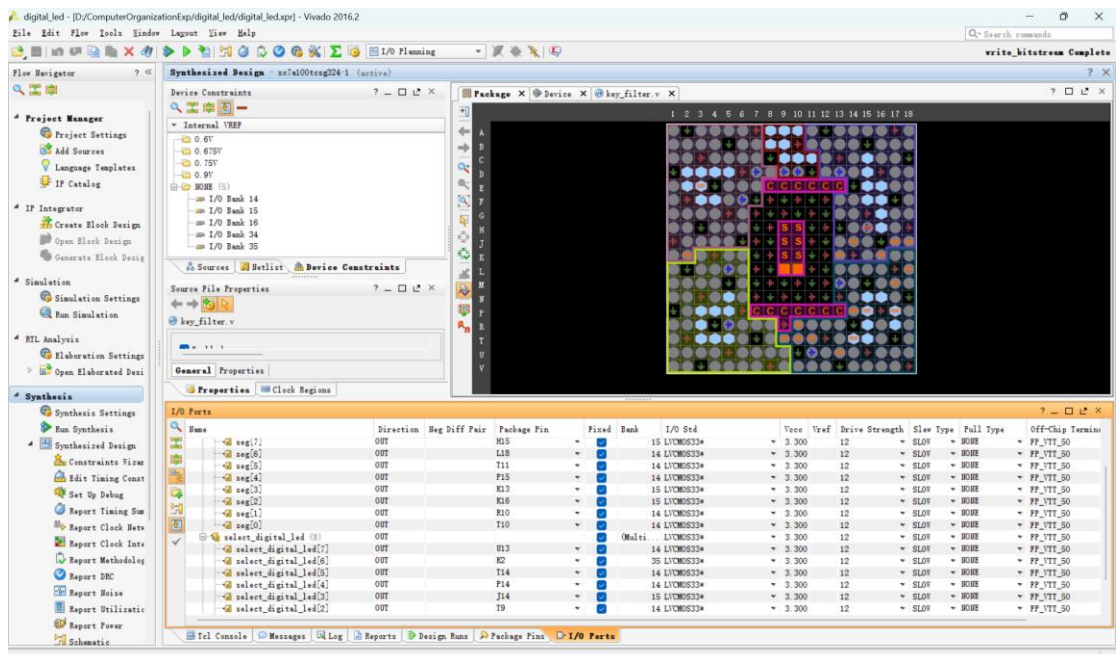 digital_led - [D:/ComputerOrganizationExp/digital_led/digital_led.xpr] - Vivado 2016.2
File Edit Flow Tools Window Layout View Help
Search commands
I/O Planning
write_bitstream Complete
Flow Navigator
Project Manager
Project Settings
Add Sources
Language Templates
IP Catalog
IP Integrator
Create Block Design
Open Block Design
Generate Block Desig
Simulation
Simulation Settings
Run Simulation
RTL Analysis
Elaboration Settings
Open Elaborated Desi
Synthesis
Synthesis Settings
Run Synthesis
Synthesized Design
Constraints Wizar
Edit Timing Const
Set Up Debug
Report Timing Sum
Report Clock Netw
Report Clock Inte
Report Methodolog
Report DRC
Report Noise
Report Utilizatic
Report Power
Schematic
Synthesized Design - xc7a100tcsg324-1 (active)
Device Constraints
Internal VREF
0.6V
0.675V
0.75V
0.9V
NONE (5)
I/O Bank 14
I/O Bank 15
I/O Bank 16
I/O Bank 34
I/O Bank 35
Sources Netlist Device Constraints
Source File Properties
key_filter.v
General Properties
Properties Clock Regions
Package Device key_filter.v
1 2 3 4 5 6 7 8 9 10 11 12 13 14 15 16 17 18
A
B
C
D
E
F
G
H
J
K
L
M
N
P
R
T
U
V
C C C C C C
S S
S S
S S
C C C C C C C
I/O Ports
Name Direction Neg Diff Pair Package Pin Fixed Bank I/O Std Vcco Vref Drive Strength Slew Type Pull Type Off-Chip Termina
seg[7] OUT H15 15 LVCMOS33* 3.300 12 SLOW NONE FP_VTT_50
seg[6] OUT L18 14 LVCMOS33* 3.300 12 SLOW NONE FP_VTT_50
seg[5] OUT T11 14 LVCMOS33* 3.300 12 SLOW NONE FP_VTT_50
seg[4] OUT P15 14 LVCMOS33* 3.300 12 SLOW NONE FP_VTT_50
seg[3] OUT K13 15 LVCMOS33* 3.300 12 SLOW NONE FP_VTT_50
seg[2] OUT K16 15 LVCMOS33* 3.300 12 SLOW NONE FP_VTT_50
seg[1] OUT R10 14 LVCMOS33* 3.300 12 SLOW NONE FP_VTT_50
seg[0] OUT T10 14 LVCMOS33* 3.300 12 SLOW NONE FP_VTT_50
select_digital_led (8) OUT (Multi... LVCMOS33* 3.300 12 SLOW NONE FP_VTT_50
select_digital_led[7] OUT U13 14 LVCMOS33* 3.300 12 SLOW NONE FP_VTT_50
select_digital_led[6] OUT K2 35 LVCMOS33* 3.300 12 SLOW NONE FP_VTT_50
select_digital_led[5] OUT T14 14 LVCMOS33* 3.300 12 SLOW NONE FP_VTT_50
select_digital_led[4] OUT P14 14 LVCMOS33* 3.300 12 SLOW NONE FP_VTT_50
select_digital_led[3] OUT J14 15 LVCMOS33* 3.300 12 SLOW NONE FP_VTT_50
select_digital_led[2] OUT T9 14 LVCMOS33* 3.300 12 SLOW NONE FP_VTT_50
Tcl Console Messages Log Reports Design Runs Package Pins I/O Ports